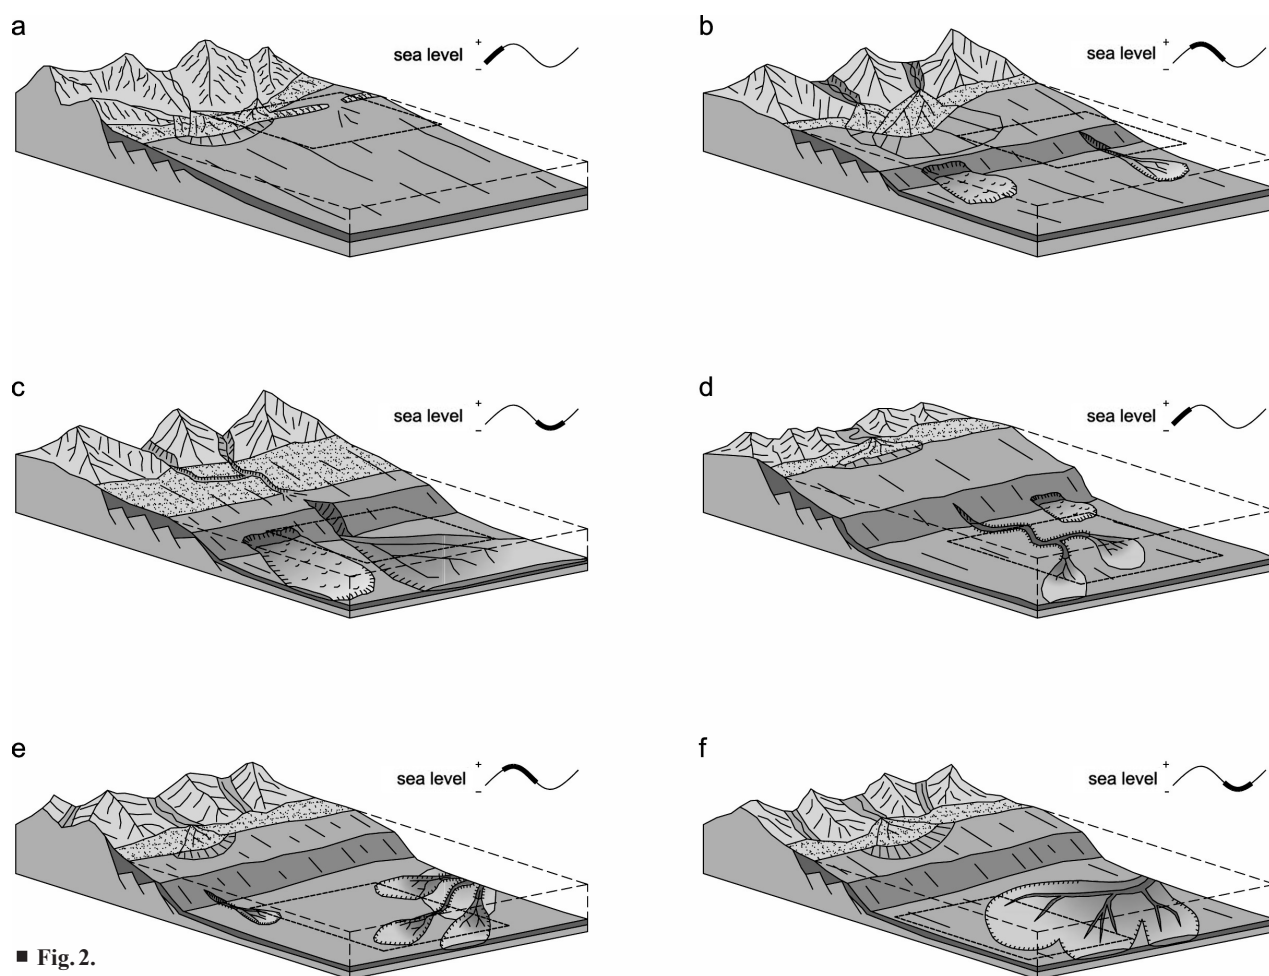 a
sea level
+
–
b
sea level
+
–
c
sea level
+
–
d
sea level
+
–
e
sea level
+
–
f
sea level
+
–
■ Fig. 2.